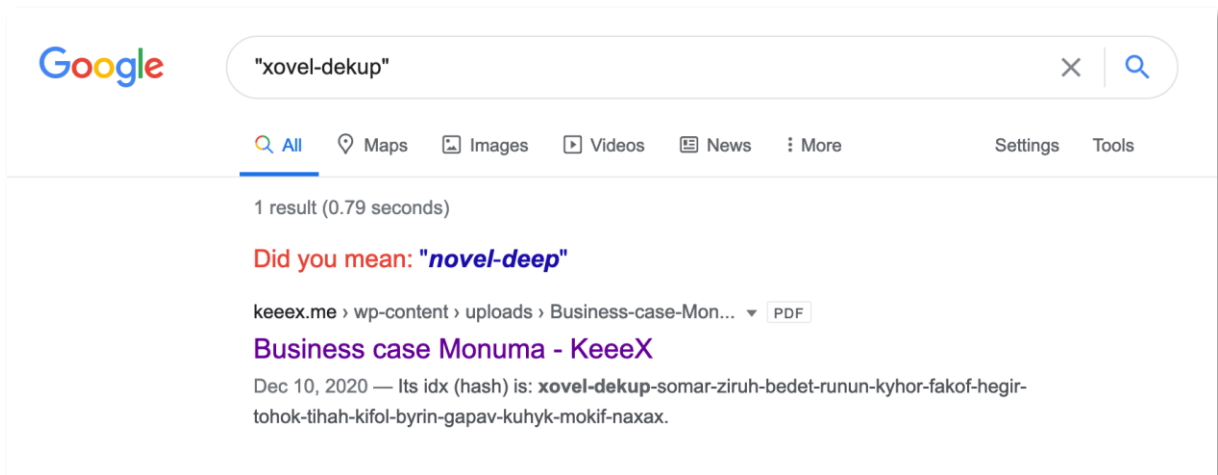 Google
"xovel-dekup"
All
Maps
Images
Videos
News
More
Settings
Tools
1 result (0.79 seconds)
Did you mean: "novel-deep"
keeex.me › wp-content › uploads › Business-case-Mon... PDF
Business case Monuma - KeeeX
Dec 10, 2020 — Its idx (hash) is: xovel-dekup-somar-ziruh-bedet-runun-kyhor-fakof-hegir-
tohok-tihah-kifol-byrin-gapav-kuhyk-mokif-naxax.